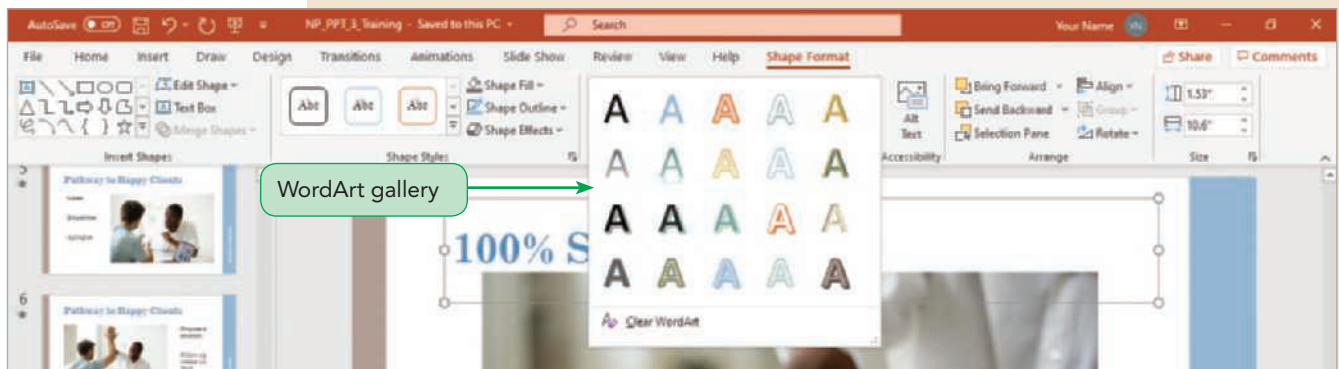 AutoSave On NP_PPT_3_Training - Saved to this PC Search Your Name YN
File Home Insert Draw Design Transitions Animations Slide Show Review View Help Shape Format Share Comments
Edit Shape
Text Box
Merge Shapes
Insert Shapes
Abc Abc Abc
Shape Fill
Shape Outline
Shape Effects
Shape Styles
A A A A A
A A A A A
A A A A A
A A A A A
Clear WordArt
Alt
Text
Accessibility
Bring Forward Align
Send Backward Group
Selection Pane Rotate
Arrange
1.53"
10.6"
Size
WordArt gallery
5
Pathway to Happy Clients
6
Pathway to Happy Clients
100% S